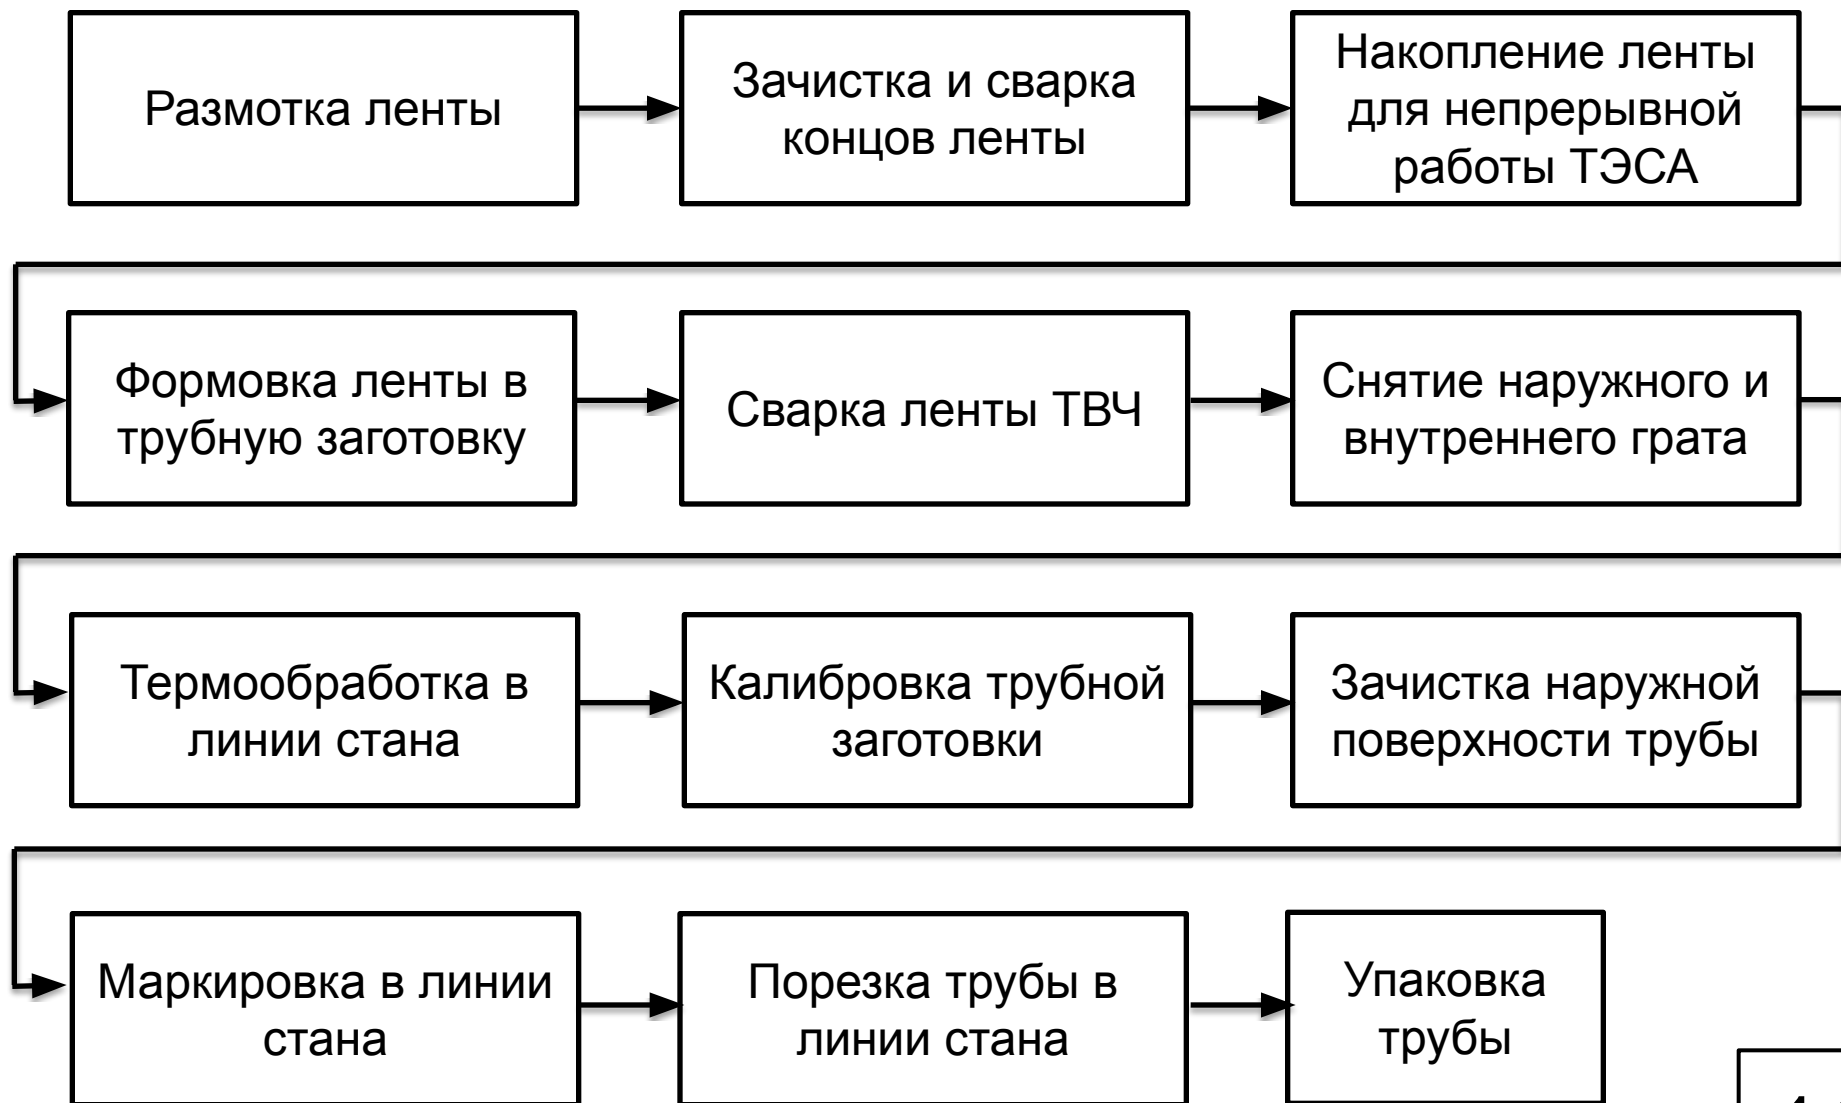 Размотка ленты
Зачистка и сварка
концов ленты
Накопление ленты
для непрерывной
работы ТЭСА
Формовка ленты в
трубную заготовку
Сварка ленты ТВЧ
Снятие наружного и
внутреннего грата
Термообработка в
линии стана
Калибровка трубной
заготовки
Зачистка наружной
поверхности трубы
Маркировка в линии
стана
Порезка трубы в
линии стана
Упаковка
трубы